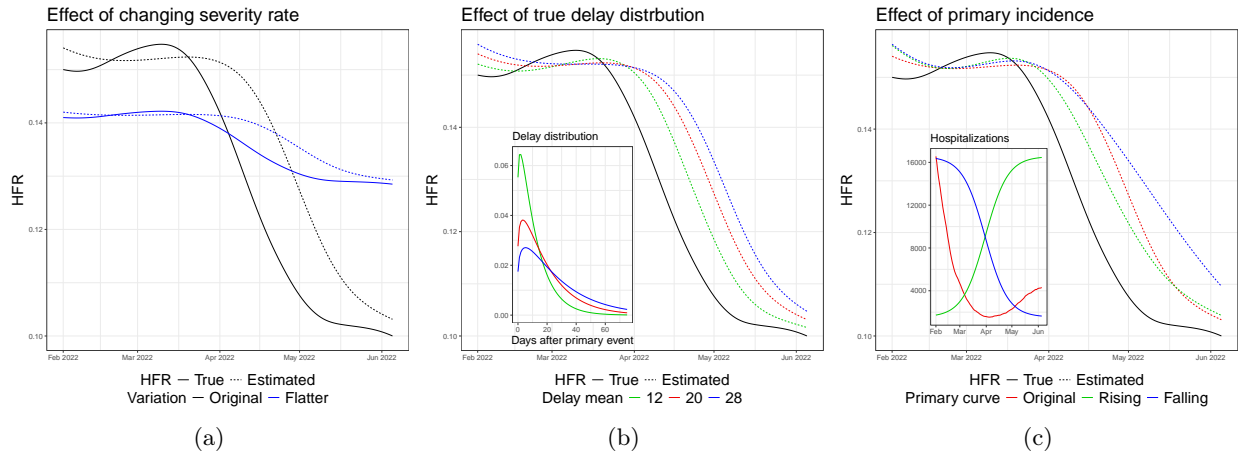 Effect of changing severity rate
HFR
0.14
0.12
0.10
Feb 2022
Mar 2022
Apr 2022
May 2022
Jun 2022
HFR — True ··· Estimated
Variation — Original — Flatter
(a)
Effect of true delay distrbution
HFR
0.14
0.12
0.10
Delay distribution
0.06
0.04
0.02
0.00
0
20
40
60
Days after primary event
Feb 2022
Mar 2022
Apr 2022
May 2022
Jun 2022
HFR — True ··· Estimated
Delay mean — 12 — 20 — 28
(b)
Effect of primary incidence
HFR
0.14
0.12
0.10
Hospitalizations
16000
12000
8000
4000
Feb
Mar
Apr
May
Jun
Feb 2022
Mar 2022
Apr 2022
May 2022
Jun 2022
HFR — True ··· Estimated
Primary curve — Original — Rising — Falling
(c)